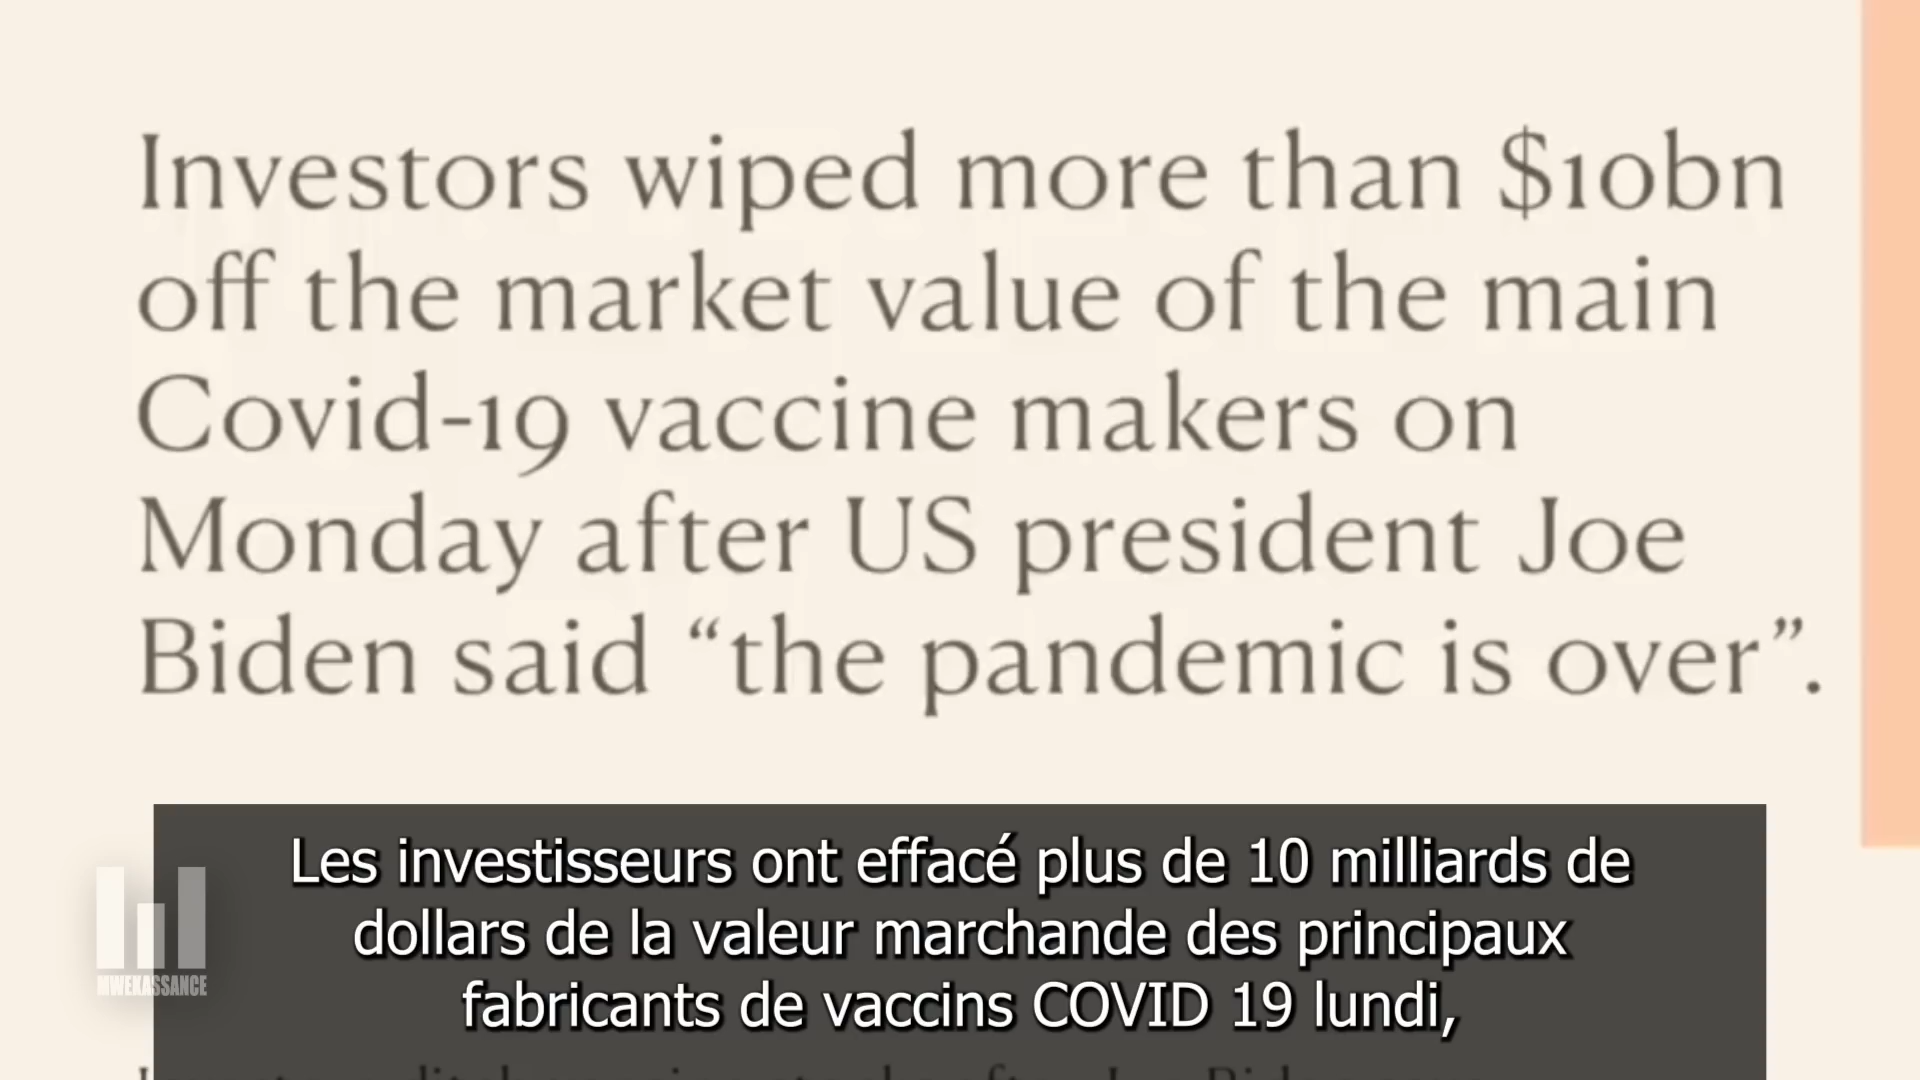 Investors wiped more than $10bn
off the market value of the main
Covid-19 vaccine makers on
Monday after US president Joe
Biden said “the pandemic is over”.
Les investisseurs ont effacé plus de 10 milliards de
dollars de la valeur marchande des principaux
fabricants de vaccins COVID 19 lundi,
MWEKASSANCE